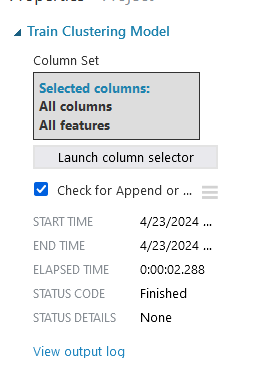 Train Clustering Model
Column Set
Selected columns:
All columns
All features
Launch column selector
Check for Append or ...
START TIME 4/23/2024 ...
END TIME 4/23/2024 ...
ELAPSED TIME 0:00:02.288
STATUS CODE Finished
STATUS DETAILS None
View output log